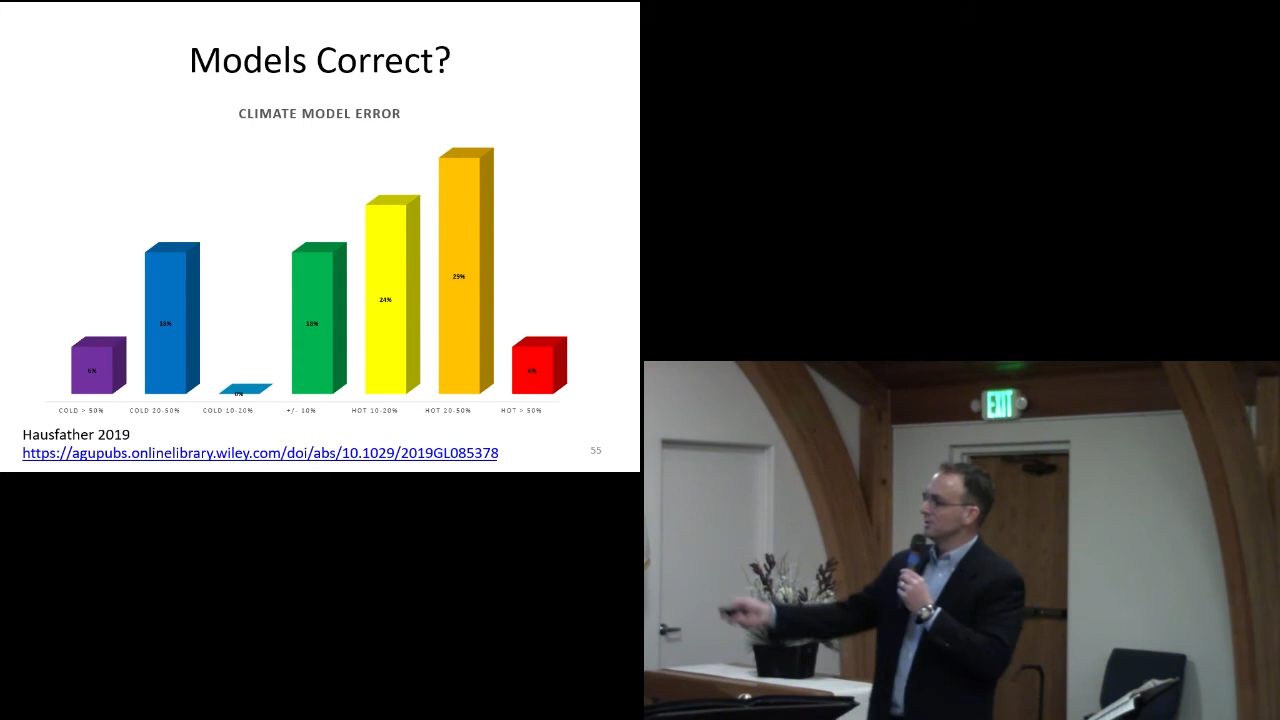 Models Correct?
CLIMATE MODEL ERROR
6%
18%
0%
18%
24%
29%
6%
COLD > 50%
COLD 20-50%
COLD 10-20%
+/- 10%
HOT 10-20%
HOT 20-50%
HOT > 50%
Hausfather 2019
https://agupubs.onlinelibrary.wiley.com/doi/abs/10.1029/2019GL085378
55
EXIT